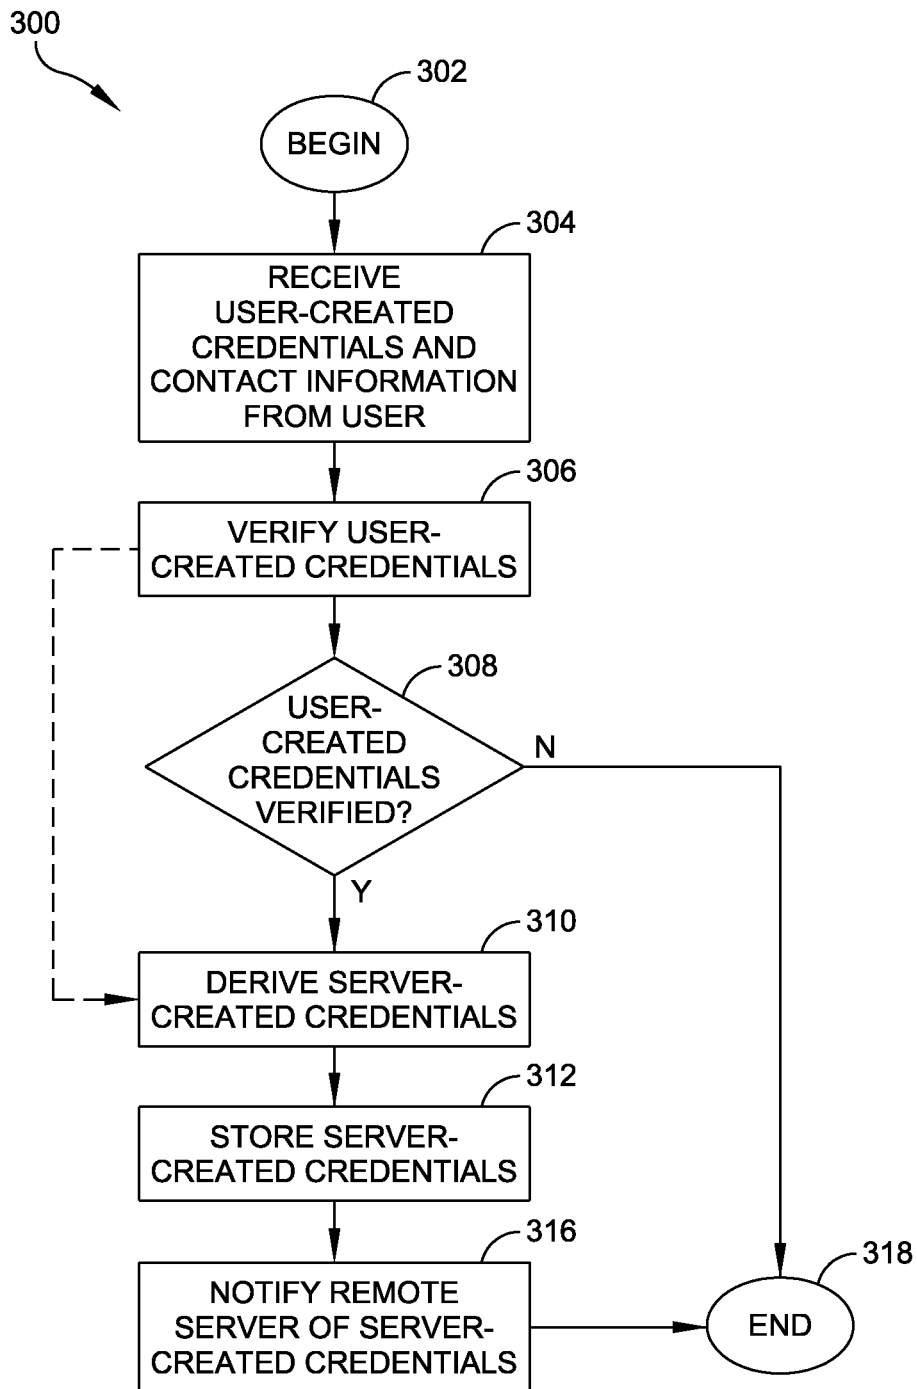 300
302
BEGIN
304
RECEIVE
USER-CREATED
CREDENTIALS AND
CONTACT INFORMATION
FROM USER
306
VERIFY USER-
CREATED CREDENTIALS
308
USER-
CREATED
CREDENTIALS
VERIFIED?
N
Y
310
DERIVE SERVER-
CREATED CREDENTIALS
312
STORE SERVER-
CREATED CREDENTIALS
316
NOTIFY REMOTE
SERVER OF SERVER-
CREATED CREDENTIALS
318
END